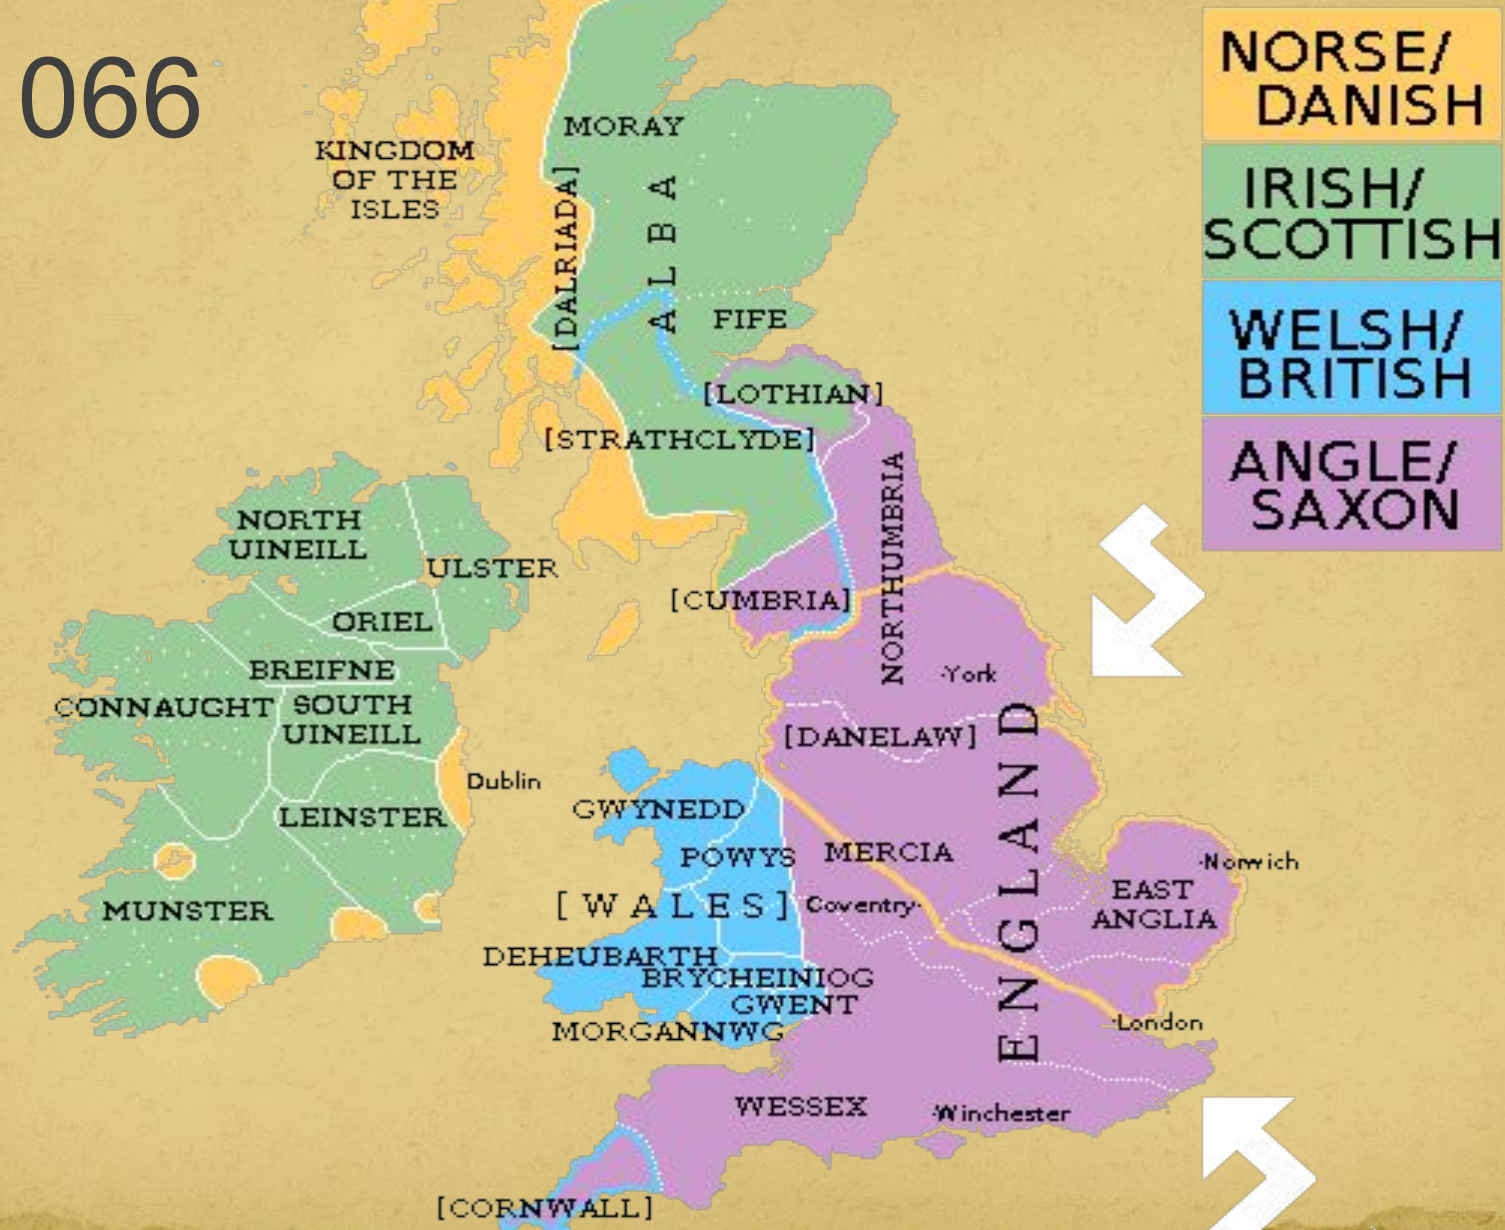 066
NORSE/
DANISH
IRISH/
SCOTTISH
WELSH/
BRITISH
ANGLE/
SAXON
MORAY
KINGDOM
OF THE
ISLES
[DALRIADA]
ALBA
FIFE
[LOTHIAN]
[STRATHCLYDE]
NORTHUMBRIA
NORTH
UINEILL
ULSTER
[CUMBRIA]
ORIEL
BREIFNE
CONNAUGHT
SOUTH
UINEILL
York
[DANELAW]
ENGLAND
Dublin
LEINSTER
GWYNEDD
POWYS
MERCIA
Norwich
EAST
ANGLIA
MUNSTER
[WALES]
Coventry
DEHEUBARTH
BRYCHEINIOG
GWENT
MORGANNWG
London
WESSEX
Winchester
[CORNWALL]